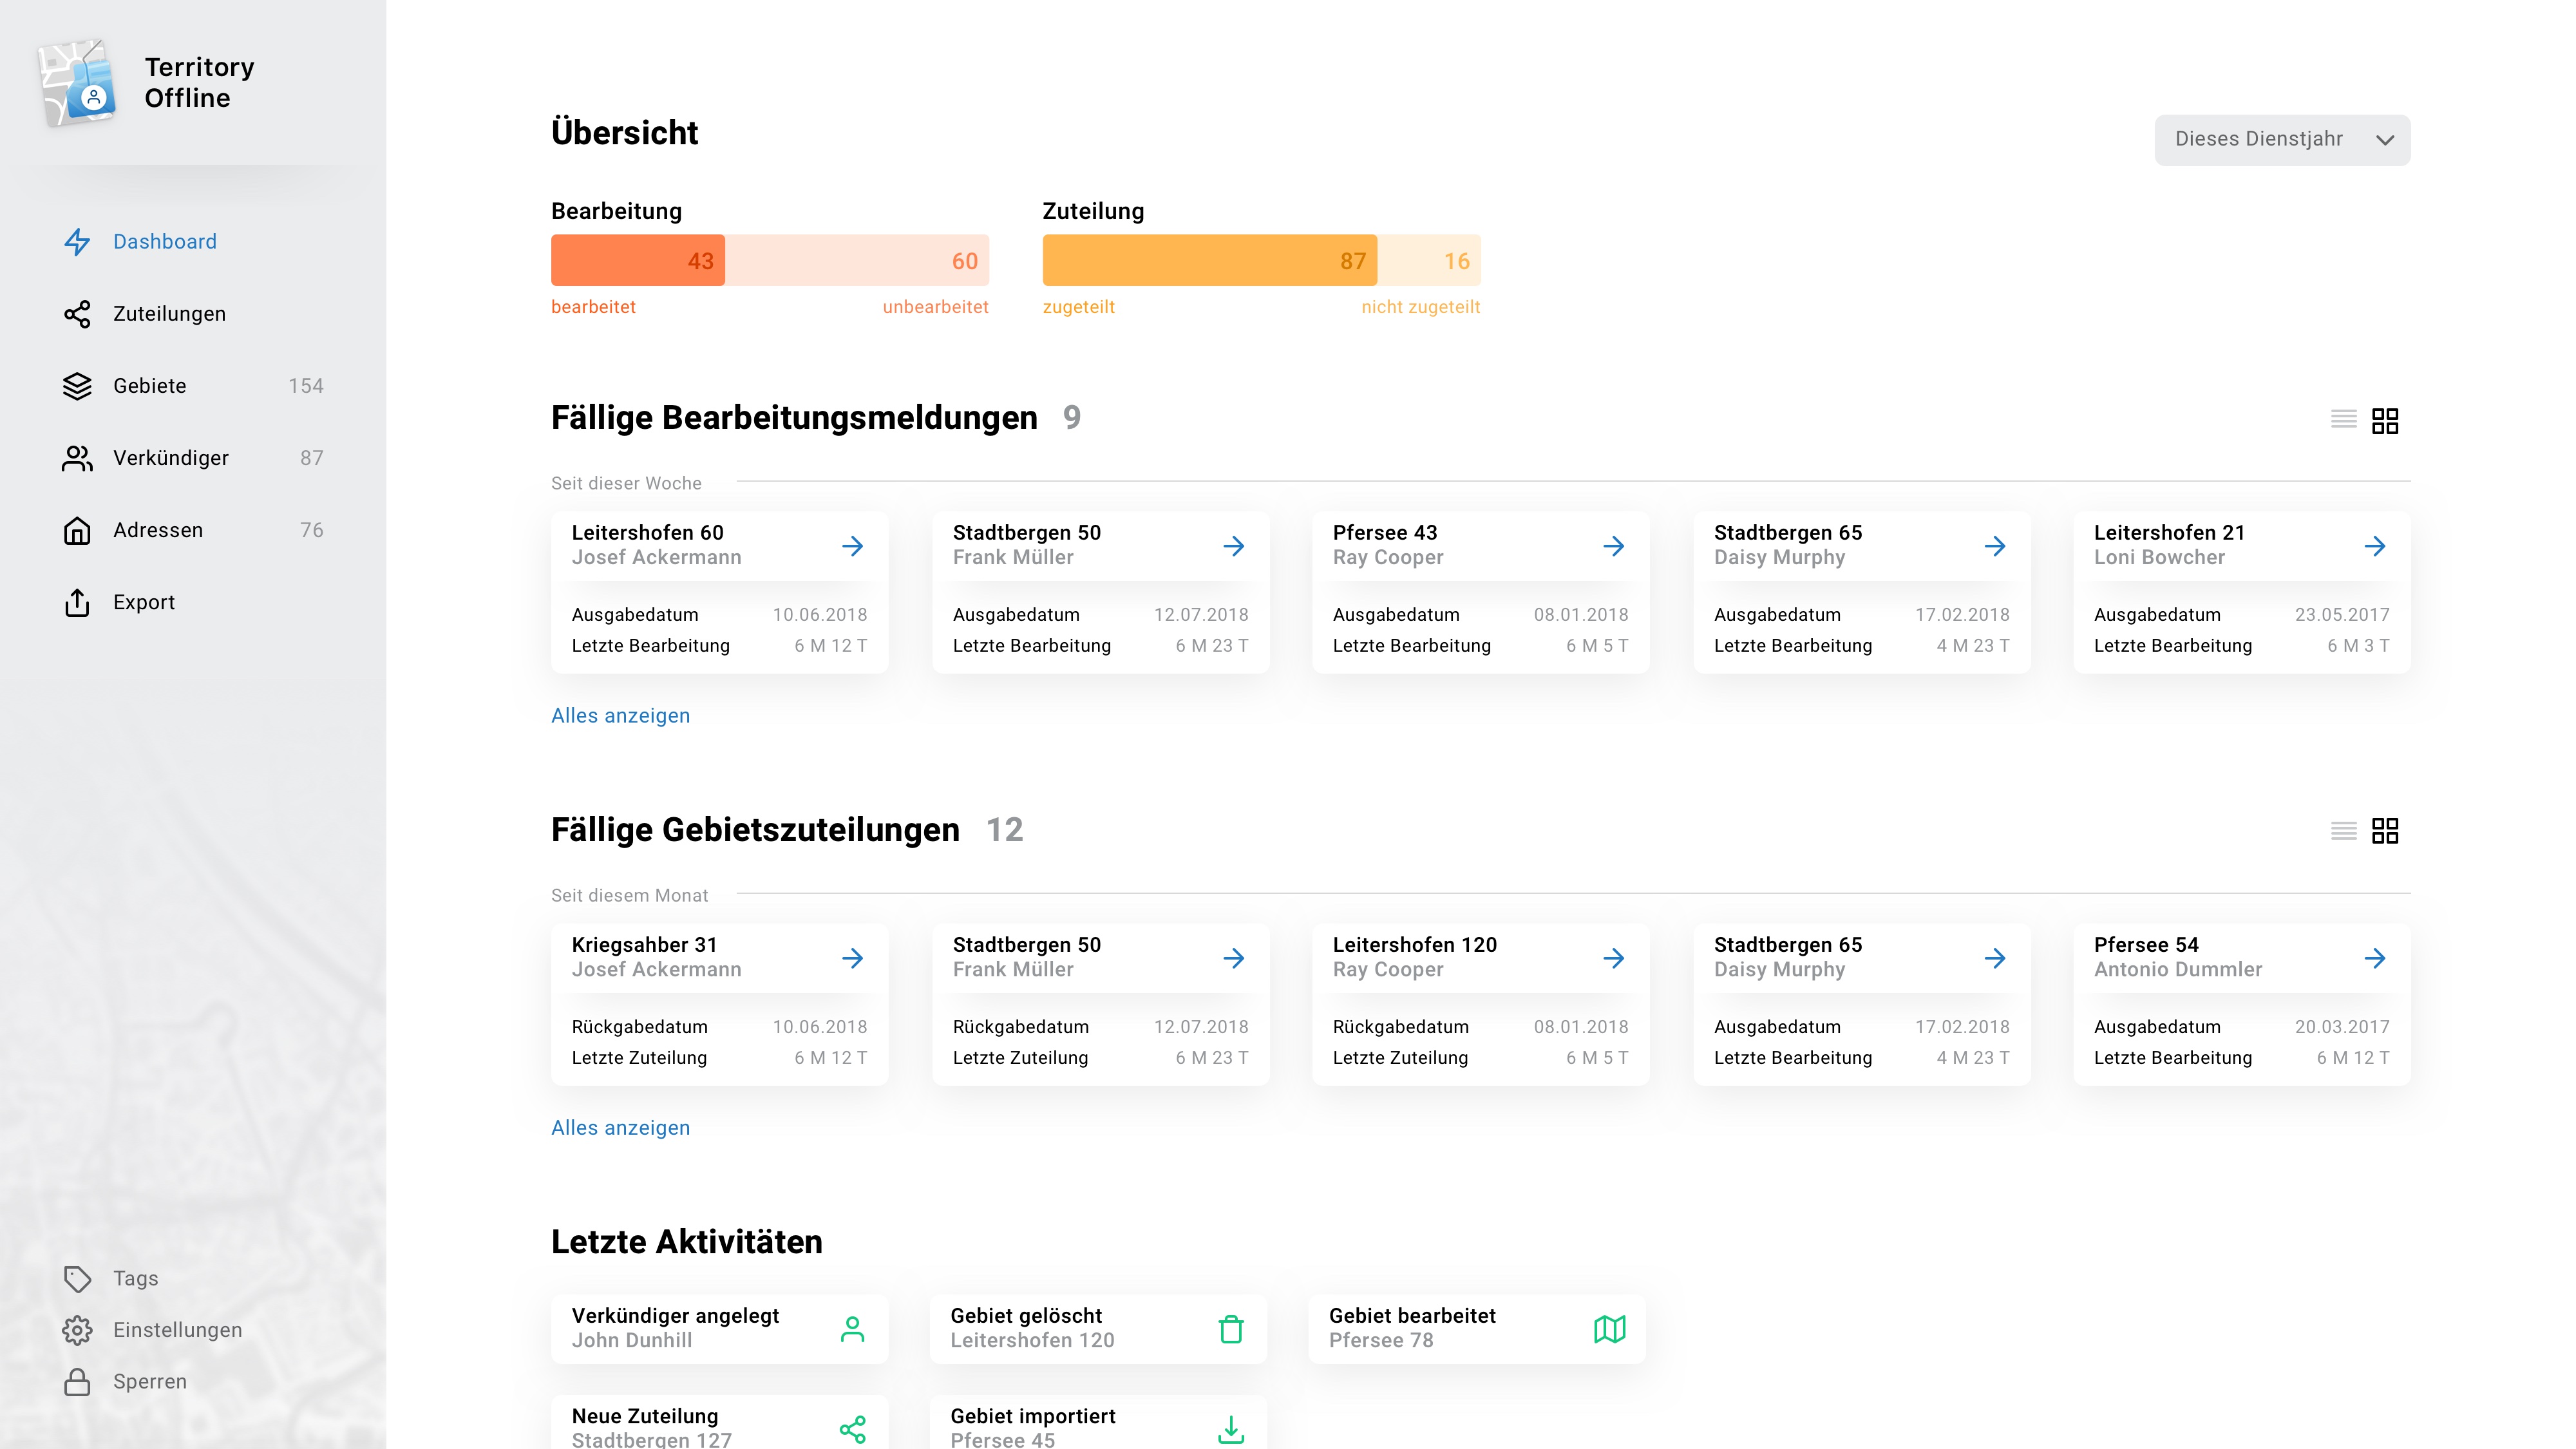 Territory
Offline
Dashboard
Zuteilungen
Gebiete 154
Verkündiger 87
Adressen 76
Export
Tags
Einstellungen
Sperren
Übersicht
Dieses Dienstjahr
Bearbeitung
43 60
bearbeitet unbearbeitet
Zuteilung
87 16
zugeteilt nicht zugeteilt
Fällige Bearbeitungsmeldungen 9
Seit dieser Woche
Leitershofen 60
Josef Ackermann
Ausgabedatum 10.06.2018
Letzte Bearbeitung 6 M 12 T
Stadtbergen 50
Frank Müller
Ausgabedatum 12.07.2018
Letzte Bearbeitung 6 M 23 T
Pfersee 43
Ray Cooper
Ausgabedatum 08.01.2018
Letzte Bearbeitung 6 M 5 T
Stadtbergen 65
Daisy Murphy
Ausgabedatum 17.02.2018
Letzte Bearbeitung 4 M 23 T
Leitershofen 21
Loni Bowcher
Ausgabedatum 23.05.2017
Letzte Bearbeitung 6 M 3 T
Alles anzeigen
Fällige Gebietszuteilungen 12
Seit diesem Monat
Kriegsahber 31
Josef Ackermann
Rückgabedatum 10.06.2018
Letzte Zuteilung 6 M 12 T
Stadtbergen 50
Frank Müller
Rückgabedatum 12.07.2018
Letzte Zuteilung 6 M 23 T
Leitershofen 120
Ray Cooper
Rückgabedatum 08.01.2018
Letzte Zuteilung 6 M 5 T
Stadtbergen 65
Daisy Murphy
Ausgabedatum 17.02.2018
Letzte Bearbeitung 4 M 23 T
Pfersee 54
Antonio Dummler
Ausgabedatum 20.03.2017
Letzte Bearbeitung 6 M 12 T
Alles anzeigen
Letzte Aktivitäten
Verkündiger angelegt
John Dunhill
Gebiet gelöscht
Leitershofen 120
Gebiet bearbeitet
Pfersee 78
Neue Zuteilung
Stadtbergen 127
Gebiet importiert
Pfersee 45